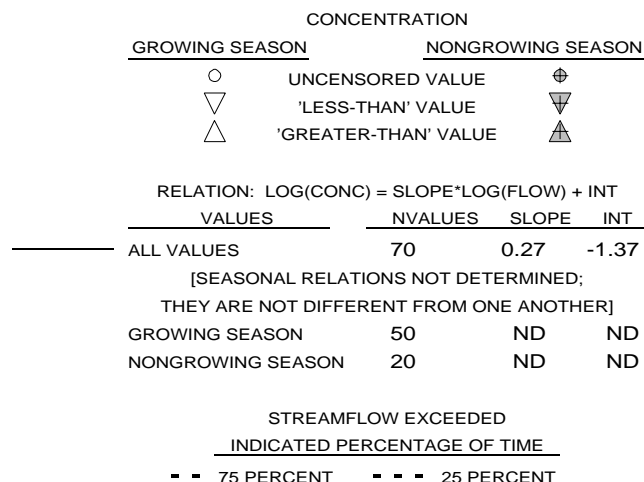 CONCENTRATION
GROWING SEASON NONGROWING SEASON
UNCENSORED VALUE
'LESS-THAN' VALUE
'GREATER-THAN' VALUE
RELATION: LOG(CONC) = SLOPE*LOG(FLOW) + INT
VALUES NVALUES SLOPE INT
ALL VALUES 70 0.27 -1.37
[SEASONAL RELATIONS NOT DETERMINED;
THEY ARE NOT DIFFERENT FROM ONE ANOTHER]
GROWING SEASON 50 ND ND
NONGROWING SEASON 20 ND ND
STREAMFLOW EXCEEDED
INDICATED PERCENTAGE OF TIME
75 PERCENT 25 PERCENT